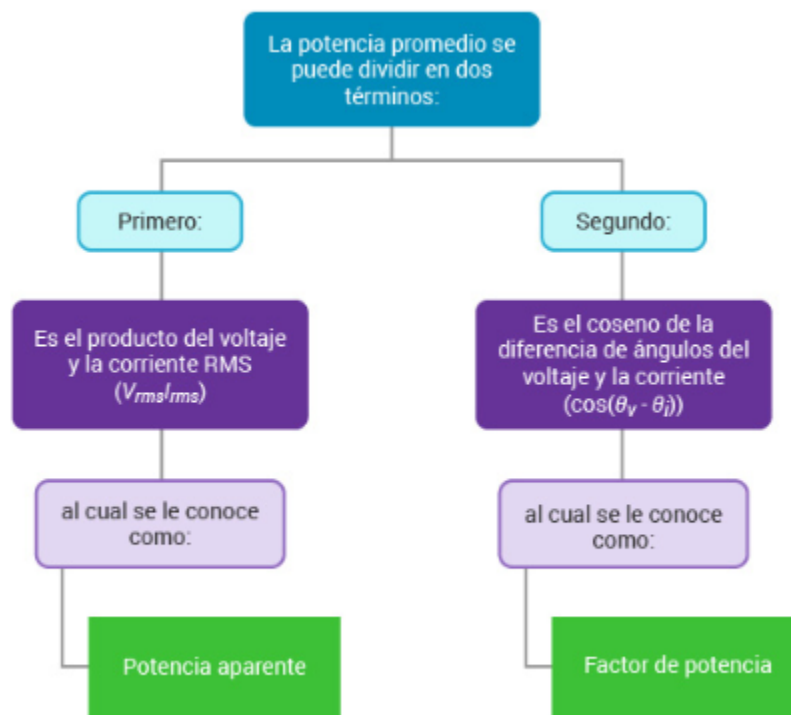 La potencia promedio se
puede dividir en dos
términos:
Primero:
Es el producto del voltaje
y la corriente RMS
(Vrms Irms)
al cual se le conoce
como:
Potencia aparente
Segundo:
Es el coseno de la
diferencia de ángulos del
voltaje y la corriente
(cos(θv - θi))
al cual se le conoce
como:
Factor de potencia